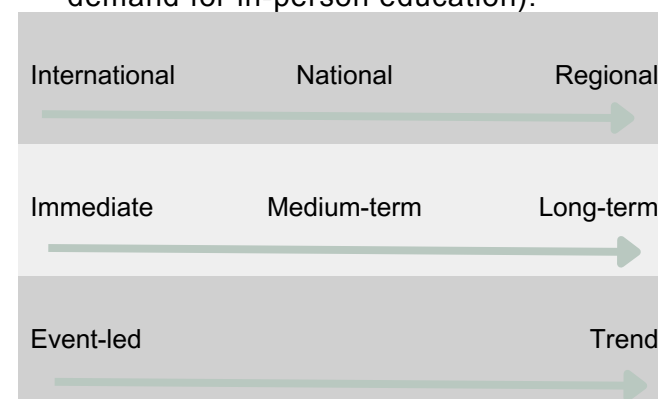 demand for in-person education).
International National Regional
Immediate Medium-term Long-term
Event-led Trend